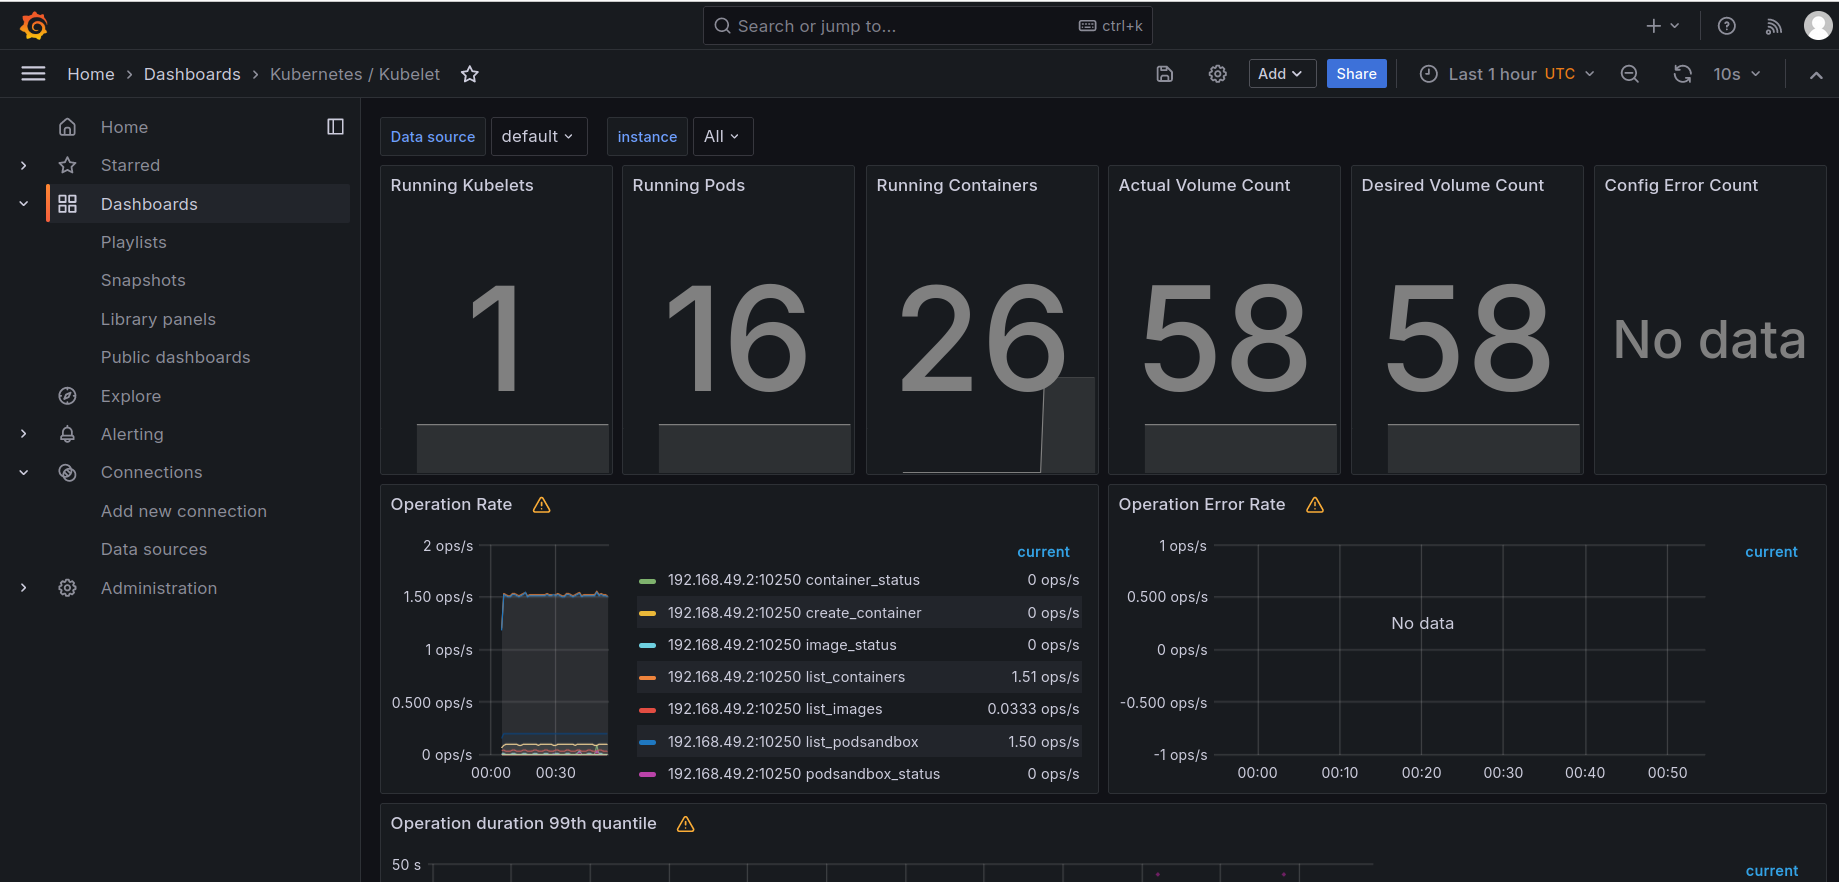 Search or jump to... ctrl+k
Home › Dashboards › Kubernetes / Kubelet
Add Share Last 1 hour UTC 10s
Home
Starred
Dashboards
Playlists
Snapshots
Library panels
Public dashboards
Explore
Alerting
Connections
Add new connection
Data sources
Administration
Data source default instance All
Running Kubelets
1
Running Pods
16
Running Containers
26
Actual Volume Count
58
Desired Volume Count
58
Config Error Count
No data
Operation Rate
2 ops/s
1.50 ops/s
1 ops/s
0.500 ops/s
0 ops/s
00:00 00:30
current
192.168.49.2:10250 container_status 0 ops/s
192.168.49.2:10250 create_container 0 ops/s
192.168.49.2:10250 image_status 0 ops/s
192.168.49.2:10250 list_containers 1.51 ops/s
192.168.49.2:10250 list_images 0.0333 ops/s
192.168.49.2:10250 list_podsandbox 1.50 ops/s
192.168.49.2:10250 podsandbox_status 0 ops/s
Operation Error Rate
1 ops/s
0.500 ops/s
0 ops/s
-0.500 ops/s
-1 ops/s
No data
00:00 00:10 00:20 00:30 00:40 00:50
current
Operation duration 99th quantile
50 s
current